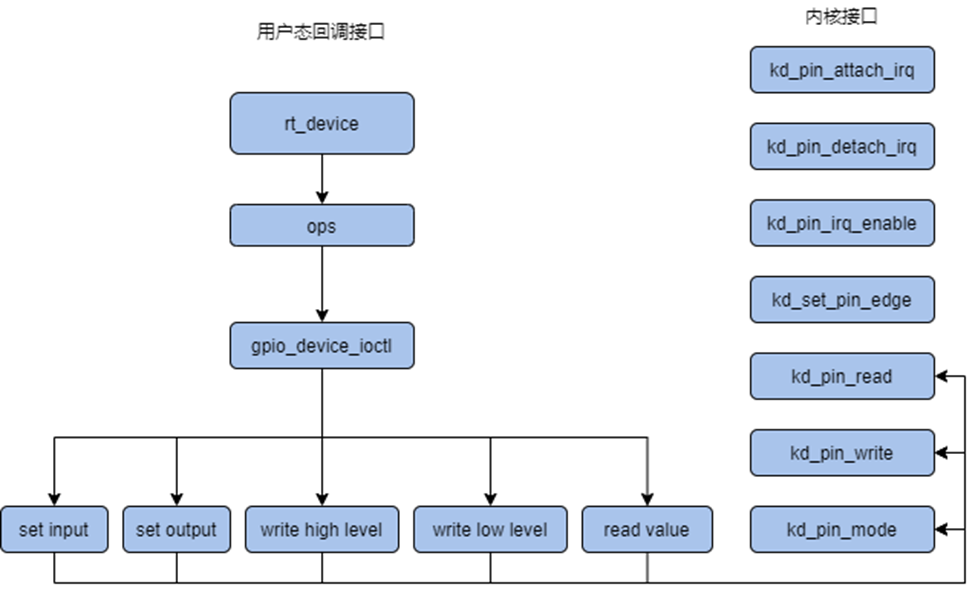 用户态回调接口
rt_device
ops
gpio_device_ioctl
set input
set output
write high level
write low level
read value
内核接口
kd_pin_attach_irq
kd_pin_detach_irq
kd_pin_irq_enable
kd_set_pin_edge
kd_pin_read
kd_pin_write
kd_pin_mode